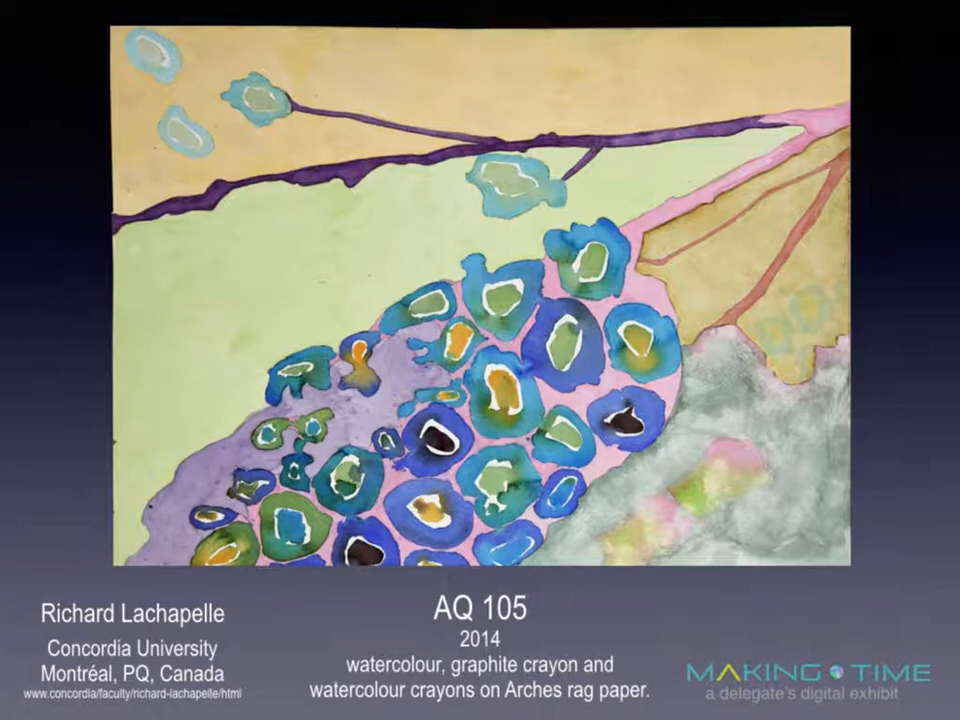 Richard Lachapelle
Concordia University
Montréal, PQ, Canada
www.concordia/faculty/richard-lachapelle/html
AQ 105
2014
watercolour, graphite crayon and
watercolour crayons on Arches rag paper.
MAKING TIME
a delegate's digital exhibit